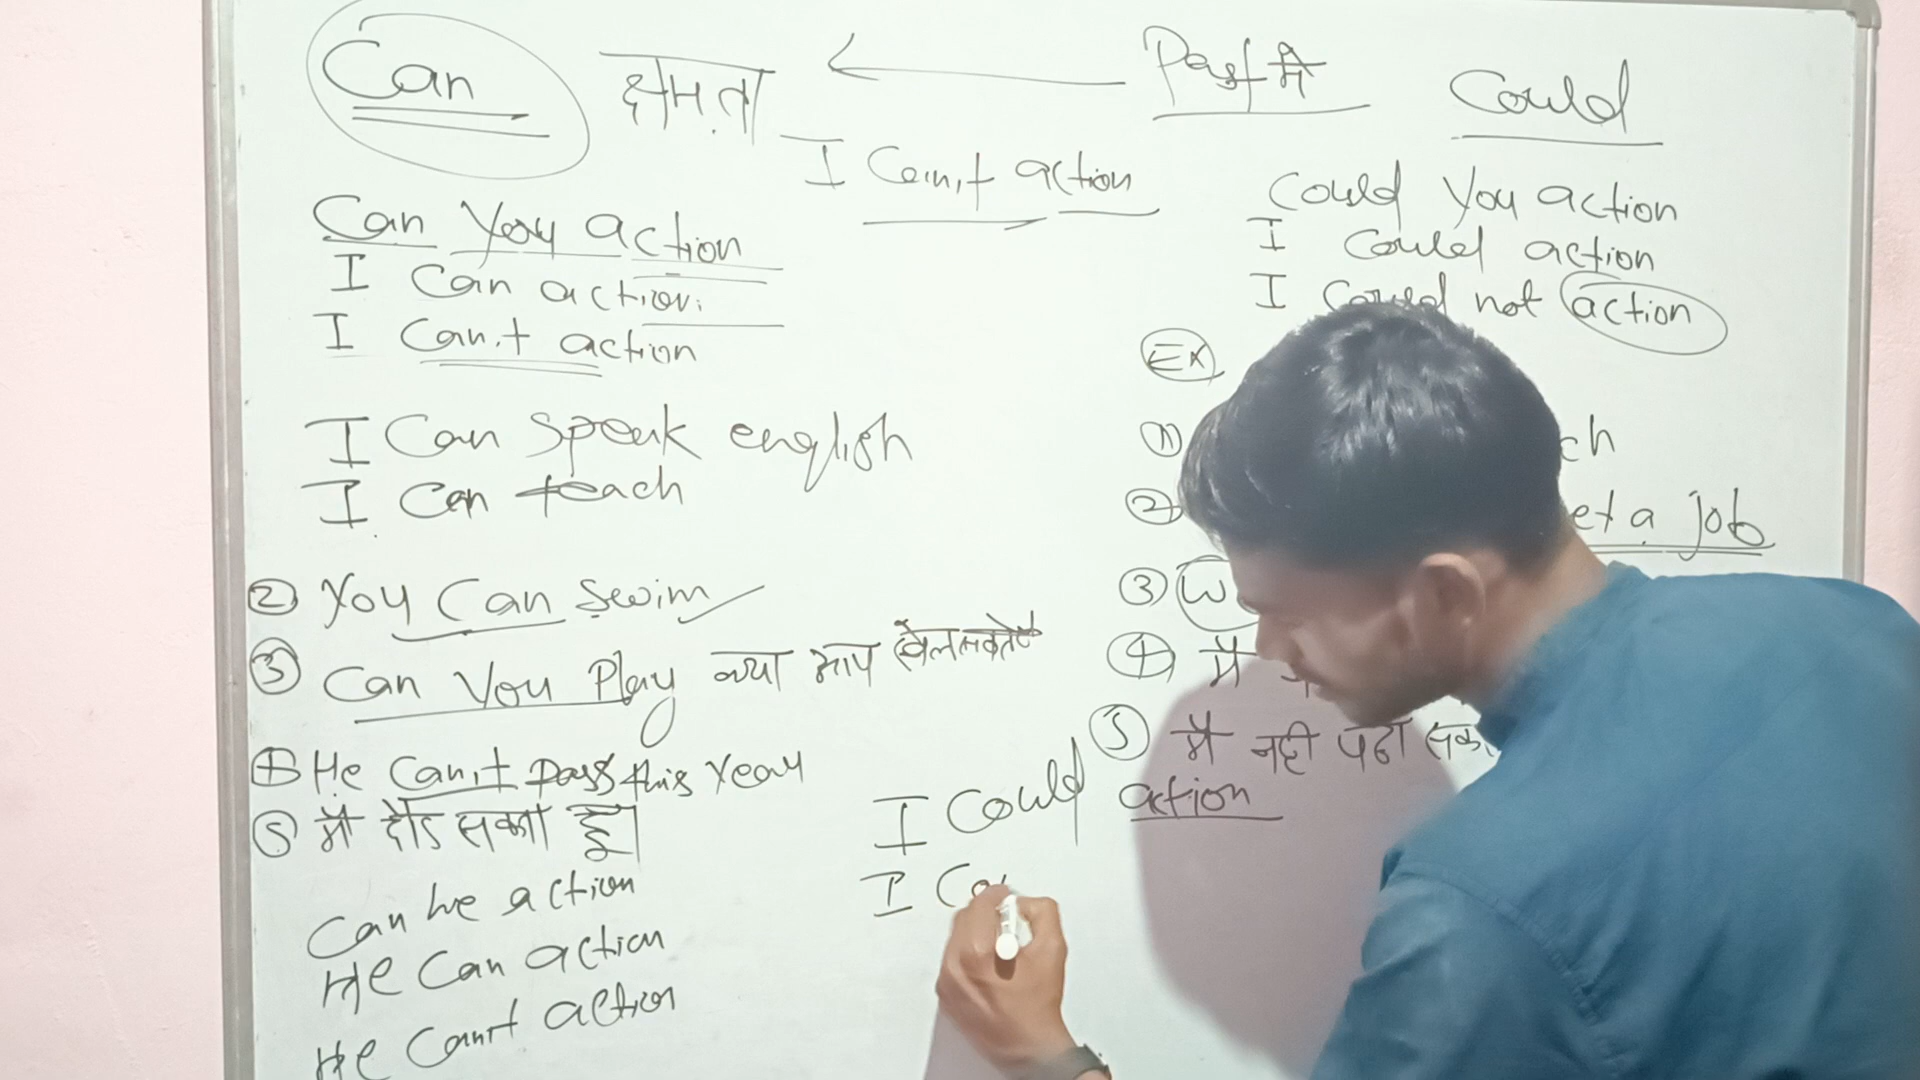 Can क्षमता ← Past में Could
I Can,t action
Can You action
I Can action.
I Can,t action
I Can Speak english
I Can teach
② You Can Swim
③ Can You Play क्या आप खेल सकते
④ He Can,t pass this Year
⑤ मैं दौड सकता हूँ।
Can he action
He Can action
He Can't action
Could You action
I Could action
I Could not action
Ex
①
② et a job
③ W
④ मैं
⑤ मैं नही पढा
I Could action
I Co